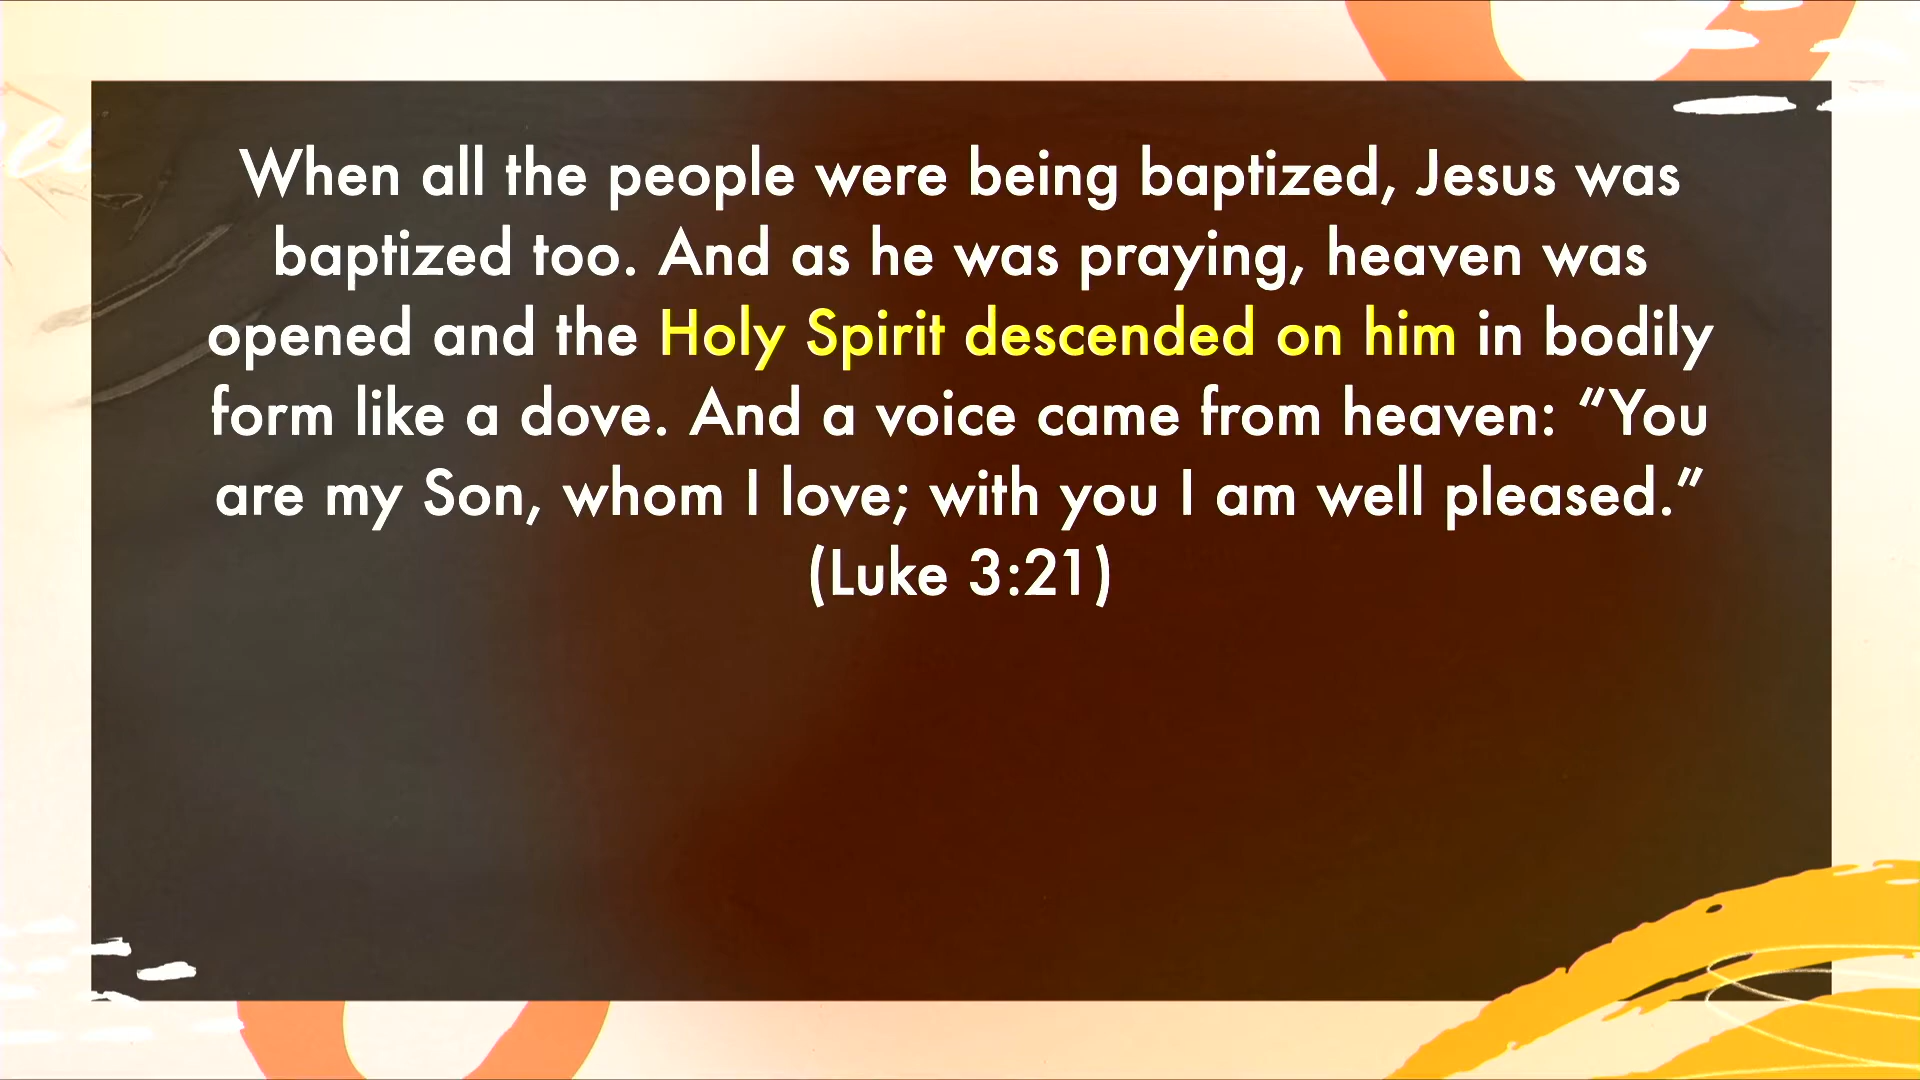 When all the people were being baptized, Jesus was
baptized too. And as he was praying, heaven was
opened and the Holy Spirit descended on him in bodily
form like a dove. And a voice came from heaven: “You
are my Son, whom I love; with you I am well pleased.”
(Luke 3:21)